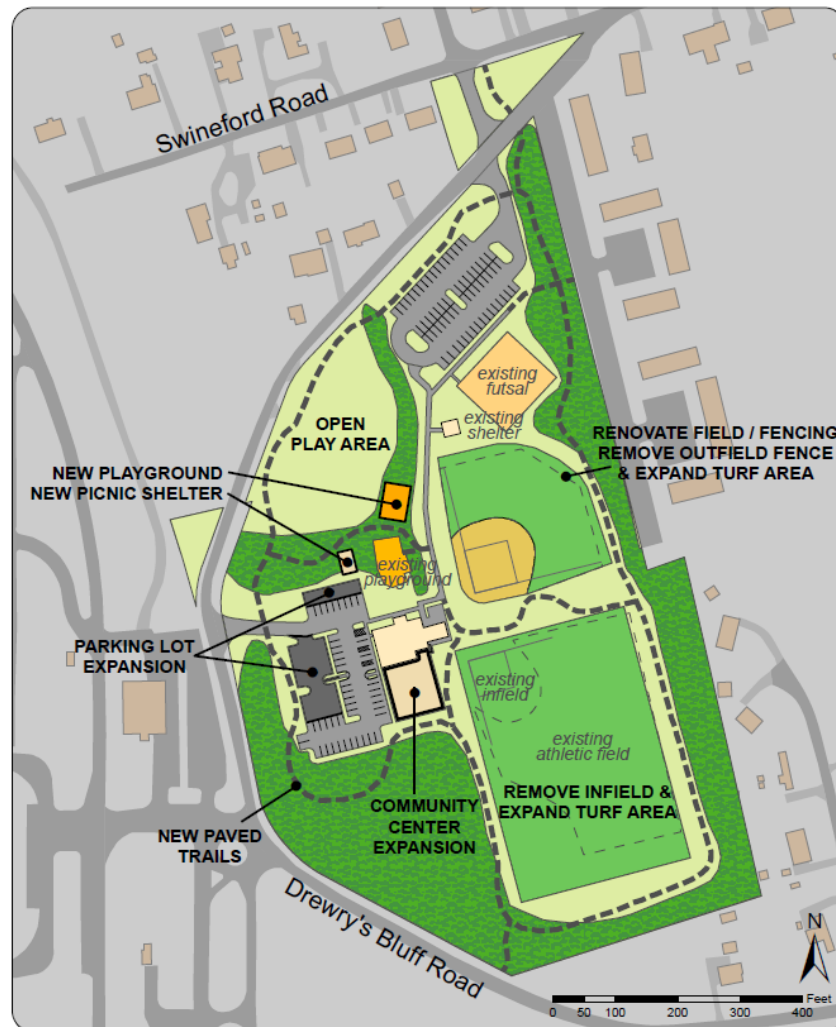 Swineford Road
existing
futsal
existing
shelter
OPEN
PLAY AREA
RENOVATE FIELD / FENCING
REMOVE OUTFIELD FENCE
& EXPAND TURF AREA
NEW PLAYGROUND
NEW PICNIC SHELTER
existing
playground
PARKING LOT
EXPANSION
existing
infield
existing
athletic field
REMOVE INFIELD &
EXPAND TURF AREA
COMMUNITY
CENTER
EXPANSION
NEW PAVED
TRAILS
Drewry's Bluff Road
N
Feet
0 50 100 200 300 400